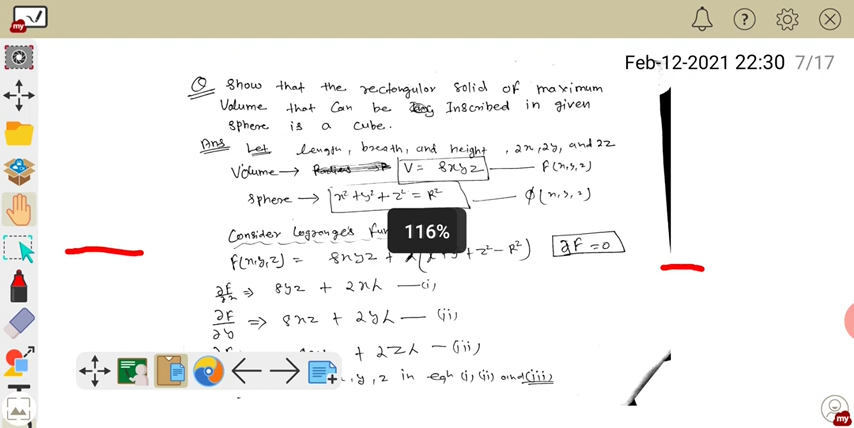 my
?
Feb-12-2021 22:30 7/17
Q Show that the rectangular solid of maximum
Volume that can be Inscribed in given
sphere is a cube.
Ans Let length, breath, and height, 2x, 2y, and 2z
Volume → V = 8xyz — F(x,y,z)
Sphere → x² + y² + z² = R² — φ(x,y,z)
Consider Lagrange's Fun
116%
F(x,y,z) = 8xyz + y² + z² - R²) ∂F = 0
∂F/∂x ⇒ 8yz + 2xλ — (i)
∂F/∂y ⇒ 8xz + 2yλ — (ii)
+ 2zλ — (iii)
x, y, z in eqn (i), (ii) and (iii)
my